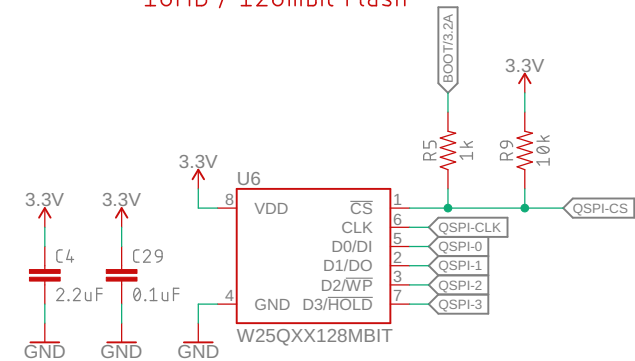 16MB / 128Mbit Flash
BOOT/3.2A
3.3V
R5
1k
R9
10k
3.3V
U6
3.3V
3.3V
8
VDD
CS
1
QSPI-CS
CLK
6
QSPI-CLK
D0/DI
5
QSPI-0
C4
C29
D1/DO
2
QSPI-1
D2/WP
3
QSPI-2
2.2uF
0.1uF
4
GND
D3/HOLD
7
QSPI-3
W25QXX128MBIT
GND
GND
GND